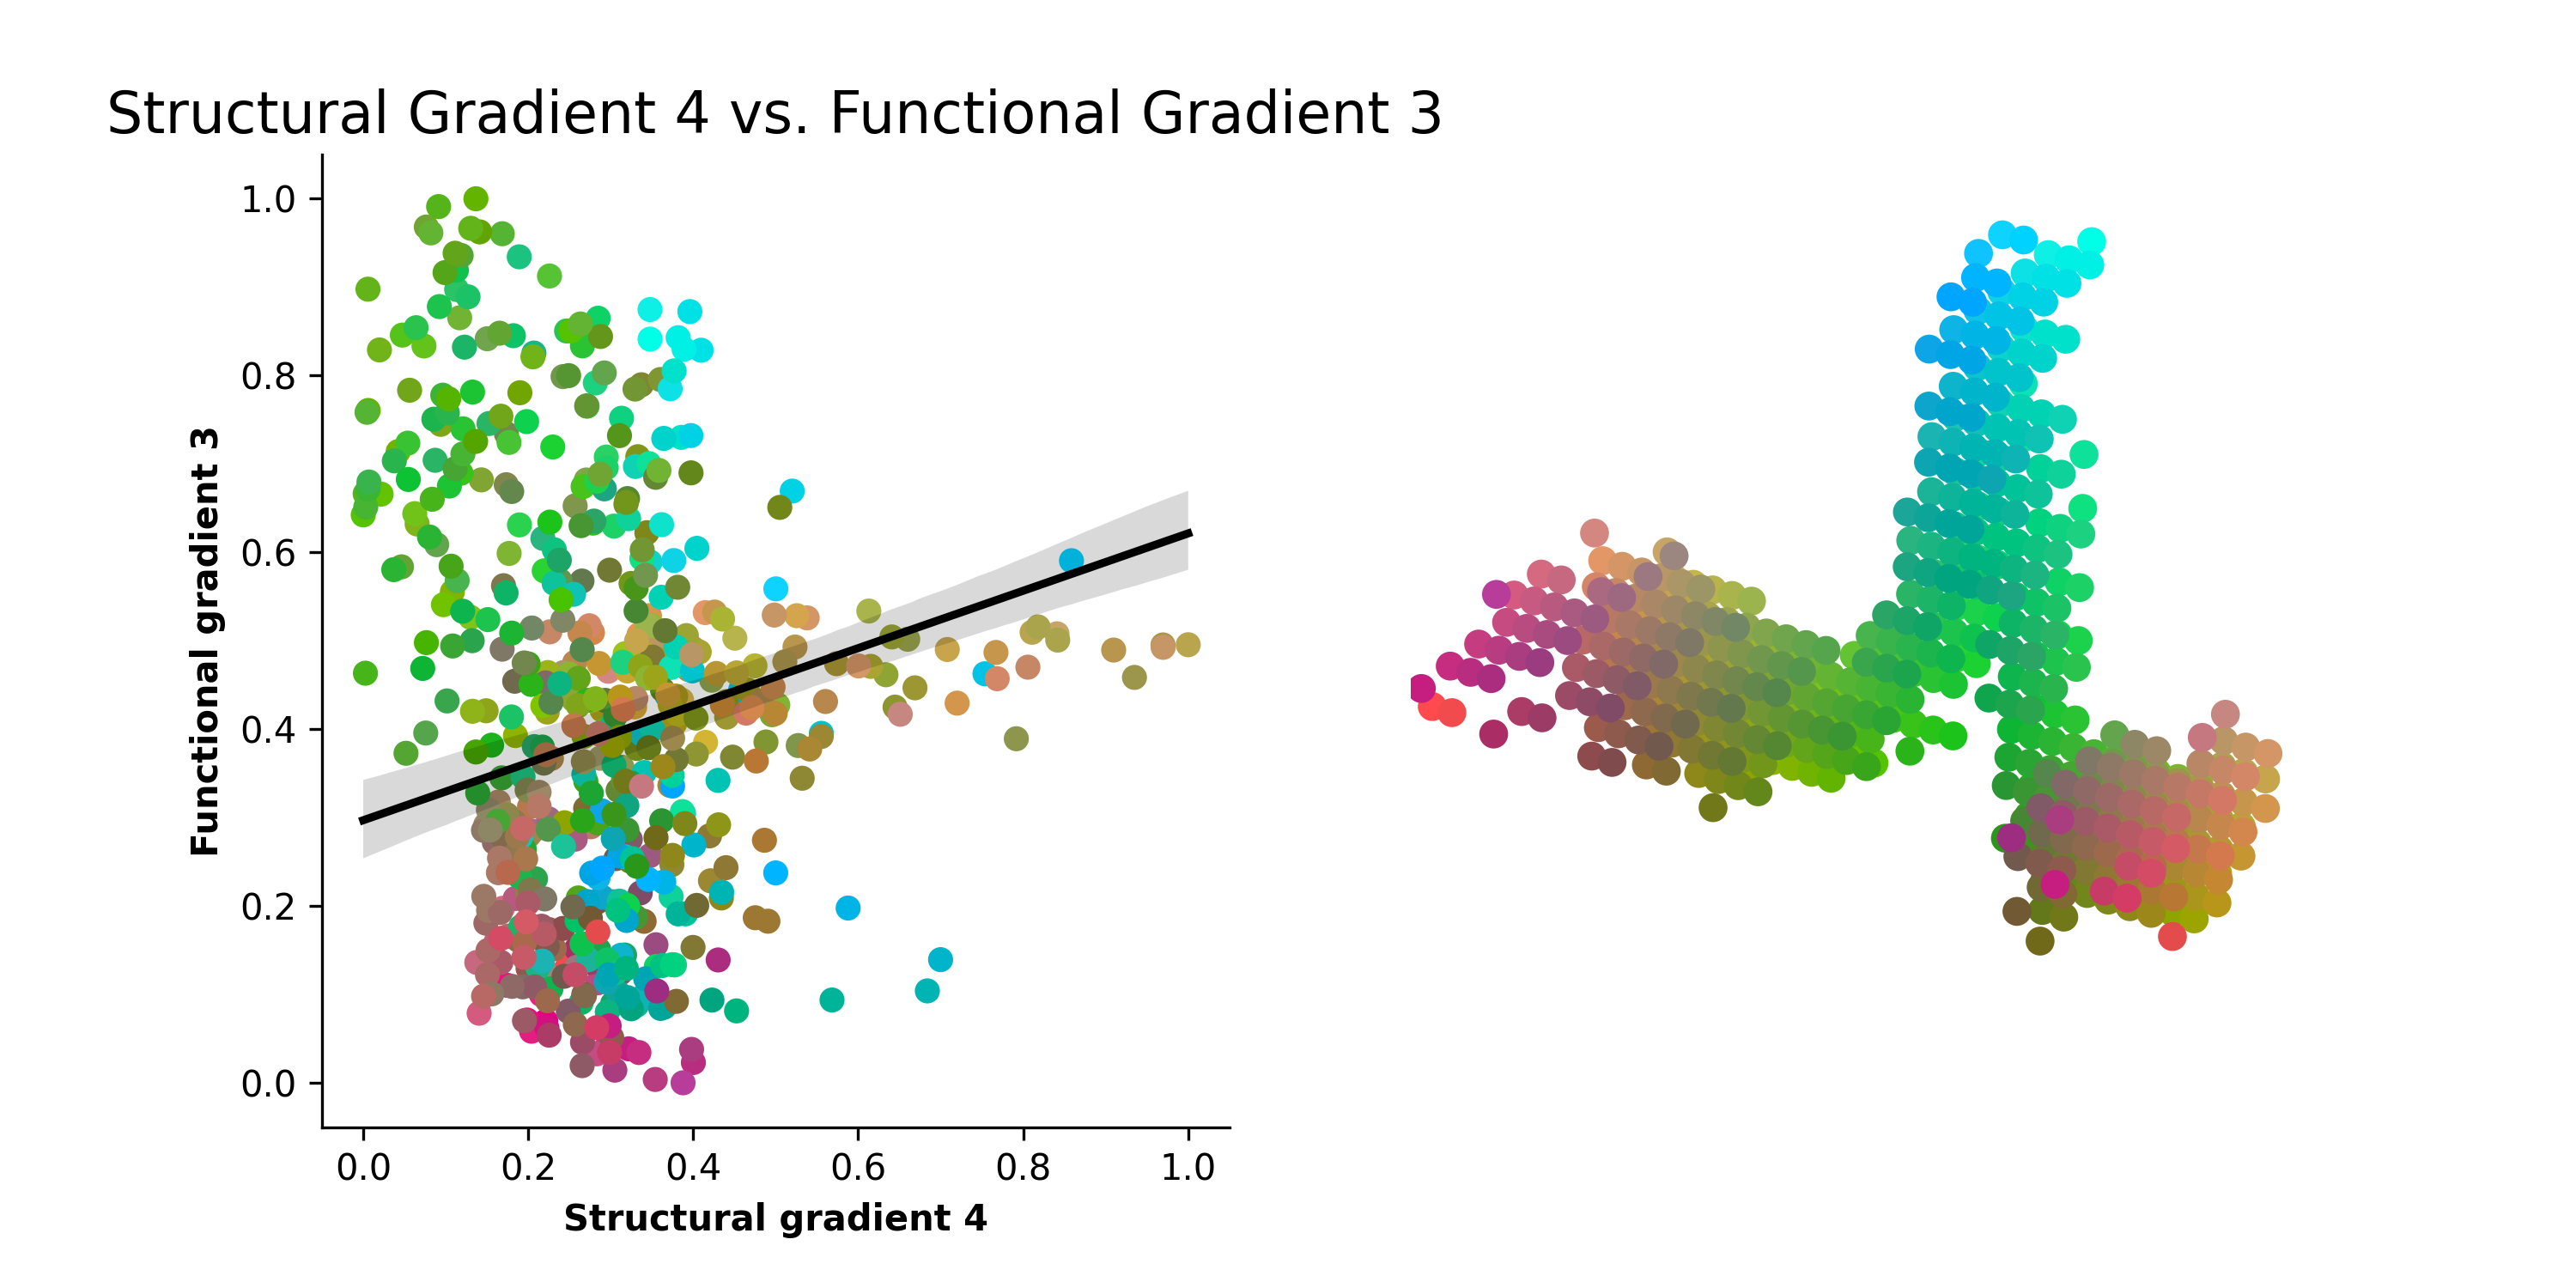 Structural Gradient 4 vs. Functional Gradient 3
1.0
0.8
0.6
0.4
0.2
0.0
Functional gradient 3
0.0 0.2 0.4 0.6 0.8 1.0
Structural gradient 4